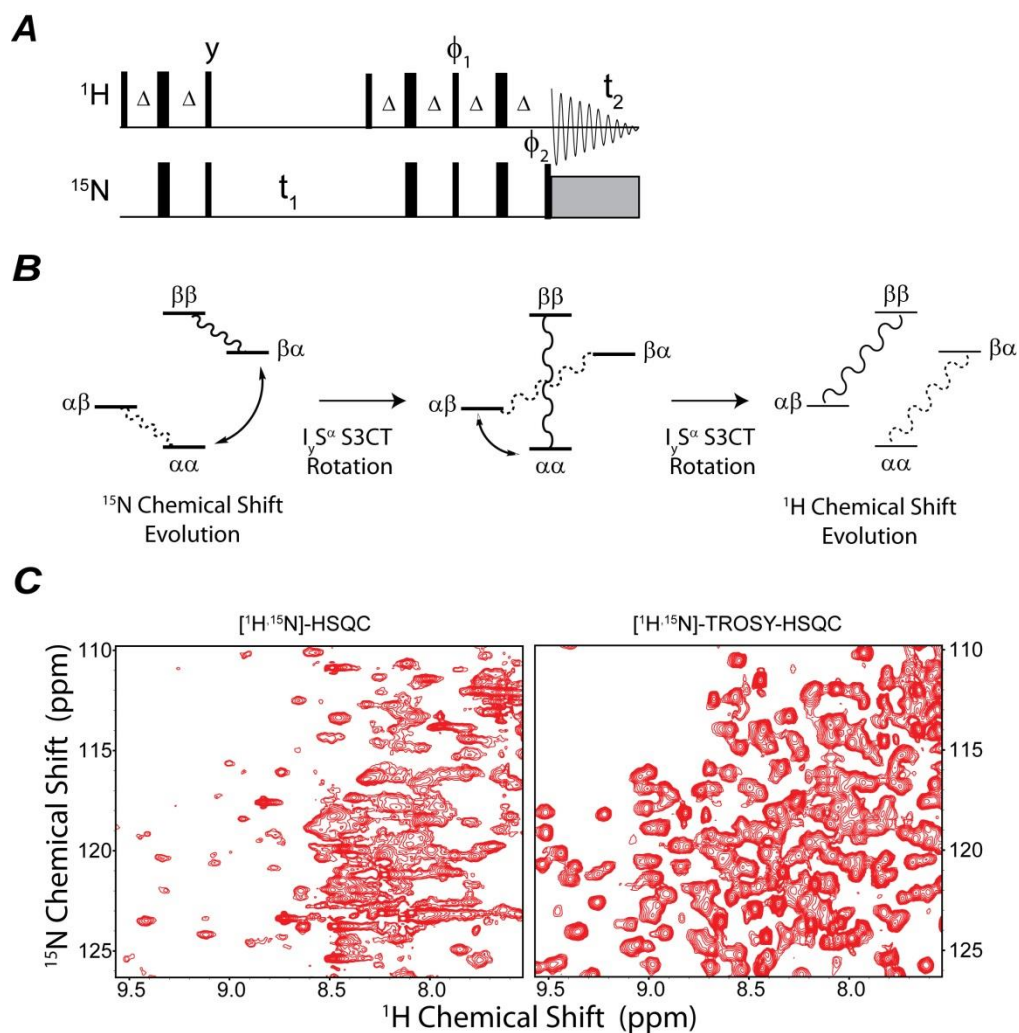 A
y
ϕ1
t2
¹H
Δ
Δ
Δ
Δ
Δ
Δ
ϕ2
¹⁵N
t1
B
ββ
βα
αβ
αα
ββ
βα
αβ
αα
ββ
βα
αβ
αα
IySα S3CT
Rotation
IySα S3CT
Rotation
¹⁵N Chemical Shift
Evolution
¹H Chemical Shift
Evolution
C
[¹H,¹⁵N]-HSQC
[¹H,¹⁵N]-TROSY-HSQC
110
115
120
125
110
115
120
125
¹⁵N Chemical Shift (ppm)
9.5
9.0
8.5
8.0
9.5
9.0
8.5
8.0
¹H Chemical Shift (ppm)